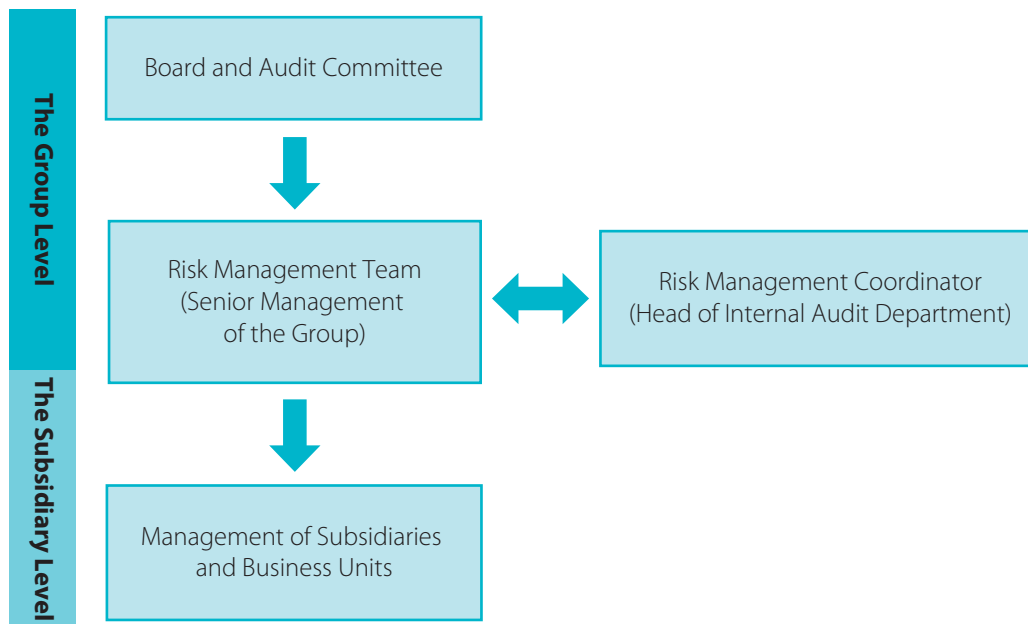 The Group Level
Board and Audit Committee
Risk Management Team
(Senior Management
of the Group)
Risk Management Coordinator
(Head of Internal Audit Department)
The Subsidiary Level
Management of Subsidiaries
and Business Units